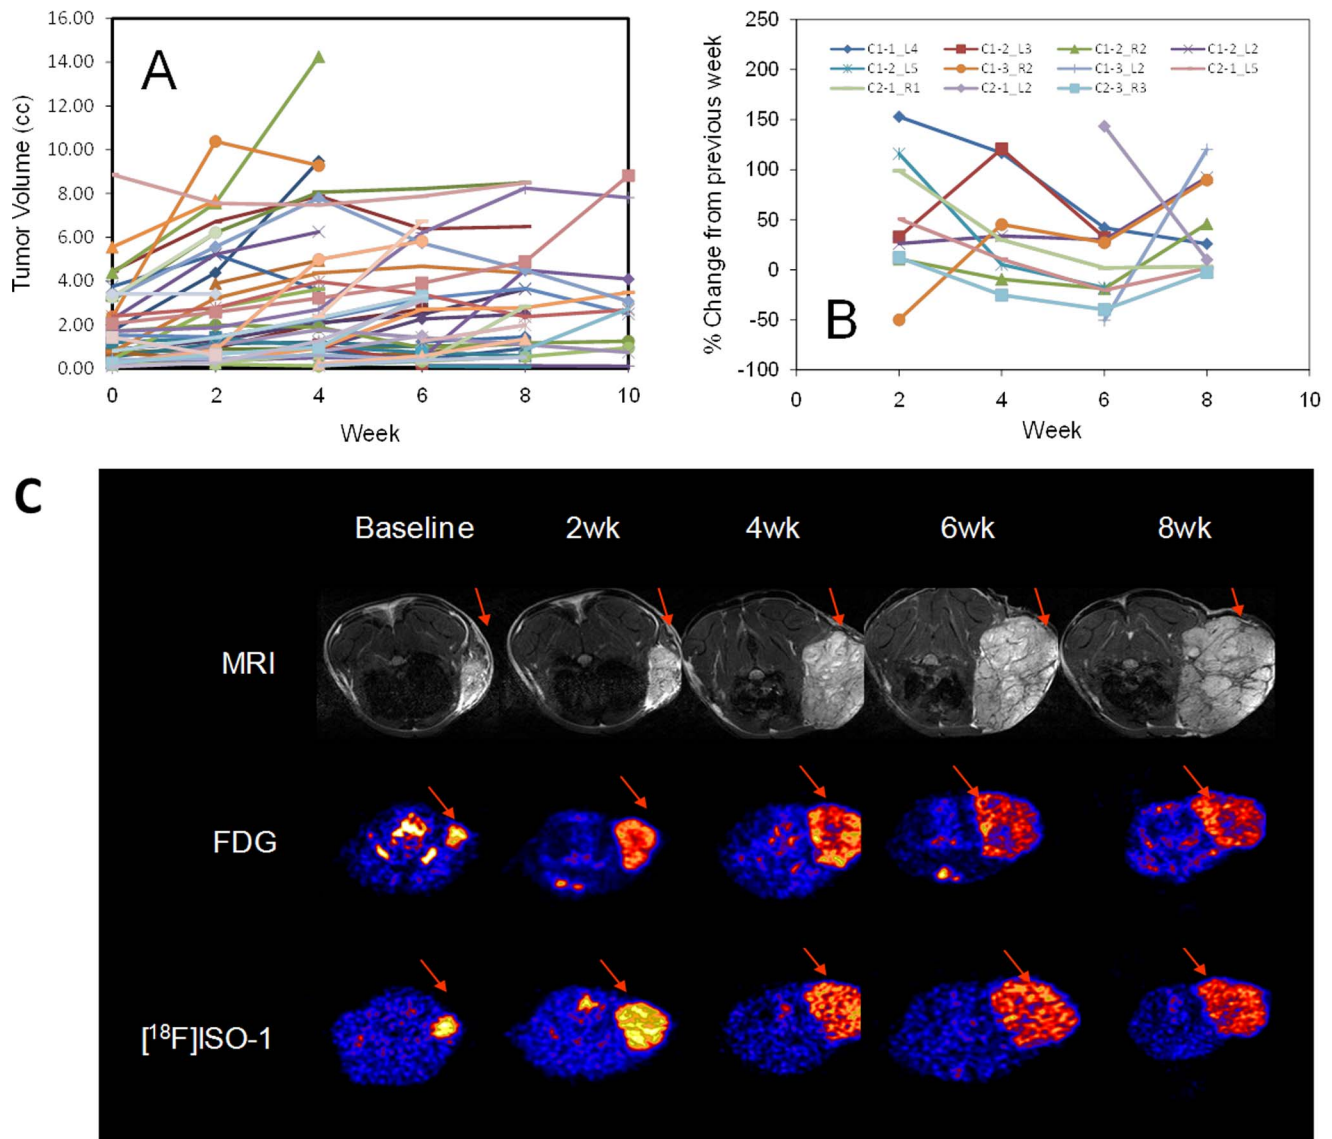 A
Tumor Volume (cc)
16.00
14.00
12.00
10.00
8.00
6.00
4.00
2.00
0.00
0 2 4 6 8 10
Week
B
% Change from previous week
250
200
150
100
50
0
-50
-100
C1-1_L4 C1-2_L3 C1-2_R2 C1-2_L2
C1-2_L5 C1-3_R2 C1-3_L2 C2-1_L5
C2-1_R1 C2-1_L2 C2-3_R3
0 2 4 6 8 10
Week
C
Baseline 2wk 4wk 6wk 8wk
MRI
FDG
[¹⁸F]ISO-1